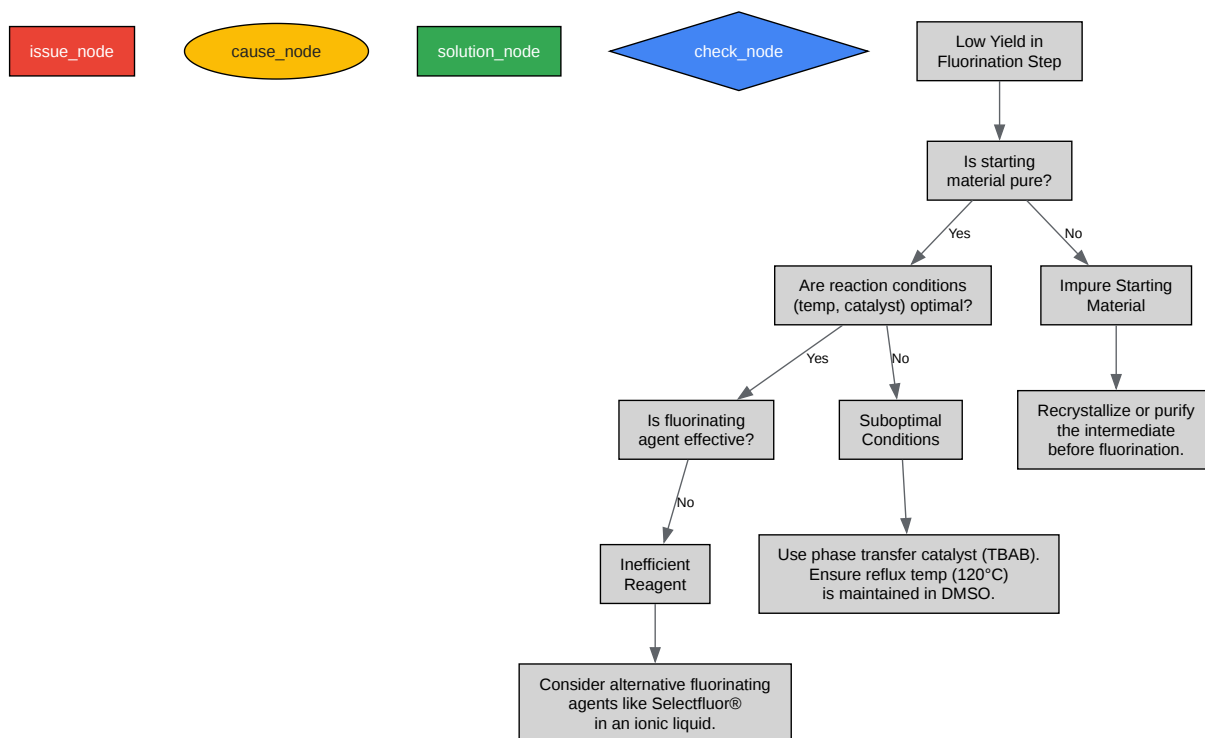 issue_node
cause_node
solution_node
check_node
Low Yield in
Fluorination Step
Is starting
material pure?
Yes
No
Are reaction conditions
(temp, catalyst) optimal?
Impure Starting
Material
Yes
No
Is fluorinating
agent effective?
Suboptimal
Conditions
Recrystallize or purify
the intermediate
before fluorination.
No
Inefficient
Reagent
Use phase transfer catalyst (TBAB).
Ensure reflux temp (120°C)
is maintained in DMSO.
Consider alternative fluorinating
agents like Selectfluor®
in an ionic liquid.